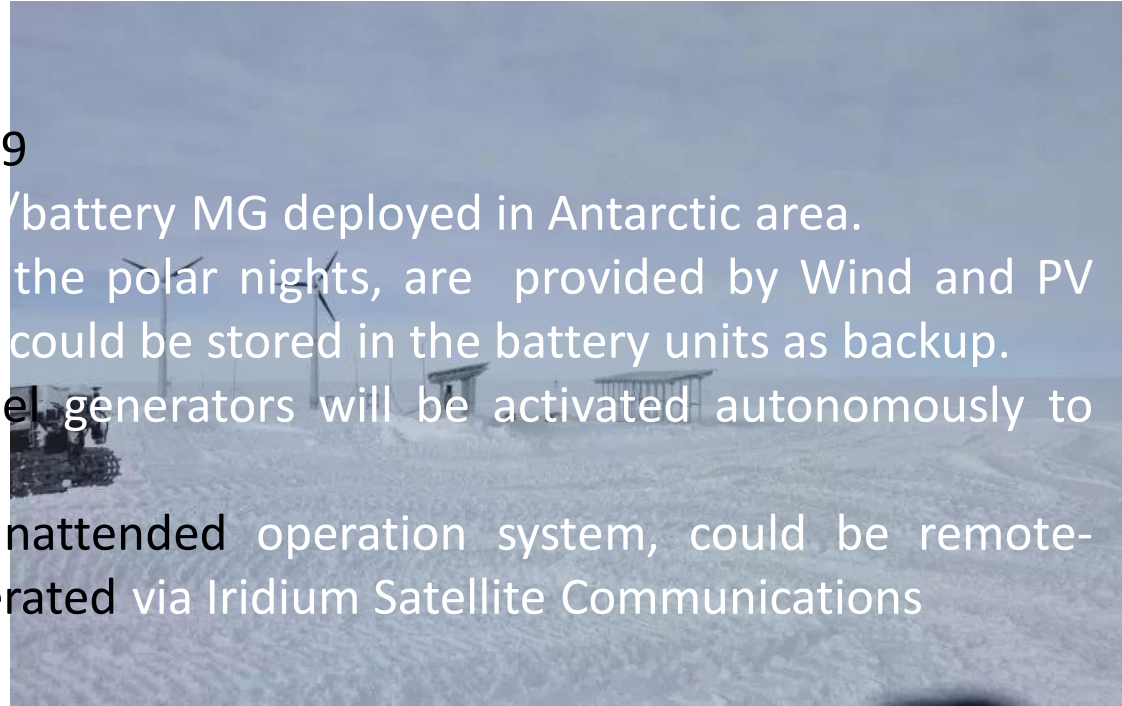 9
/battery MG deployed in Antarctic area.
the polar nights, are provided by Wind and PV
could be stored in the battery units as backup.
el generators will be activated autonomously to
nattended operation system, could be remote-
erated via Iridium Satellite Communications